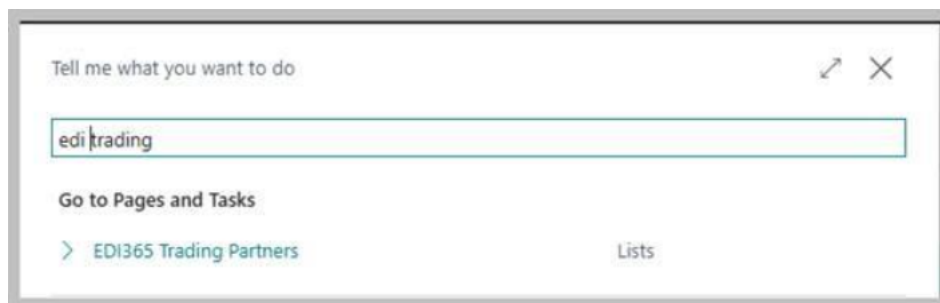 Tell me what you want to do
edi trading
Go to Pages and Tasks
EDI365 Trading Partners Lists